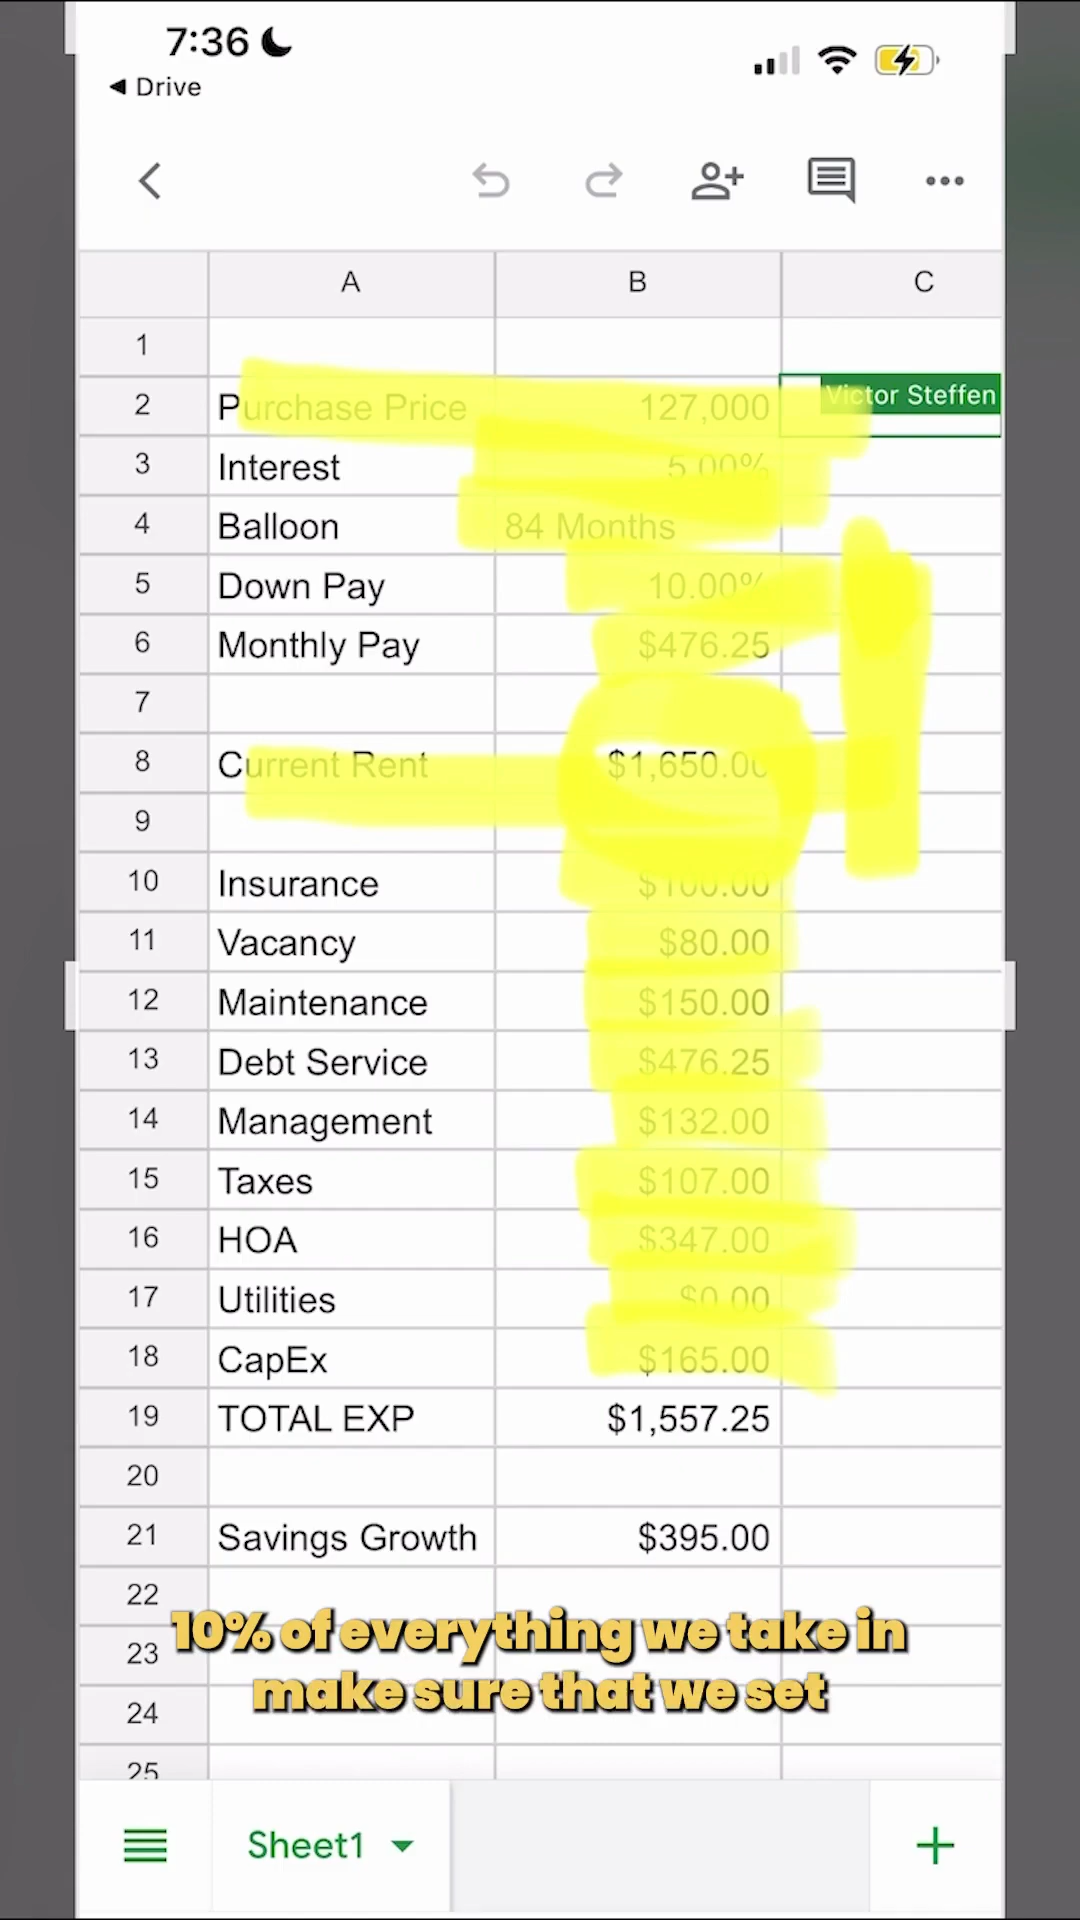 7:36
Drive
A B C
1
2 Purchase Price 127,000 Victor Steffen
3 Interest 5.00%
4 Balloon 84 Months
5 Down Pay 10.00%
6 Monthly Pay $476.25
7
8 Current Rent $1,650.00
9
10 Insurance $100.00
11 Vacancy $80.00
12 Maintenance $150.00
13 Debt Service $476.25
14 Management $132.00
15 Taxes $107.00
16 HOA $347.00
17 Utilities $0.00
18 CapEx $165.00
19 TOTAL EXP $1,557.25
20
21 Savings Growth $395.00
22
10% of everything we take in
23
make sure that we set
24
25
Sheet1